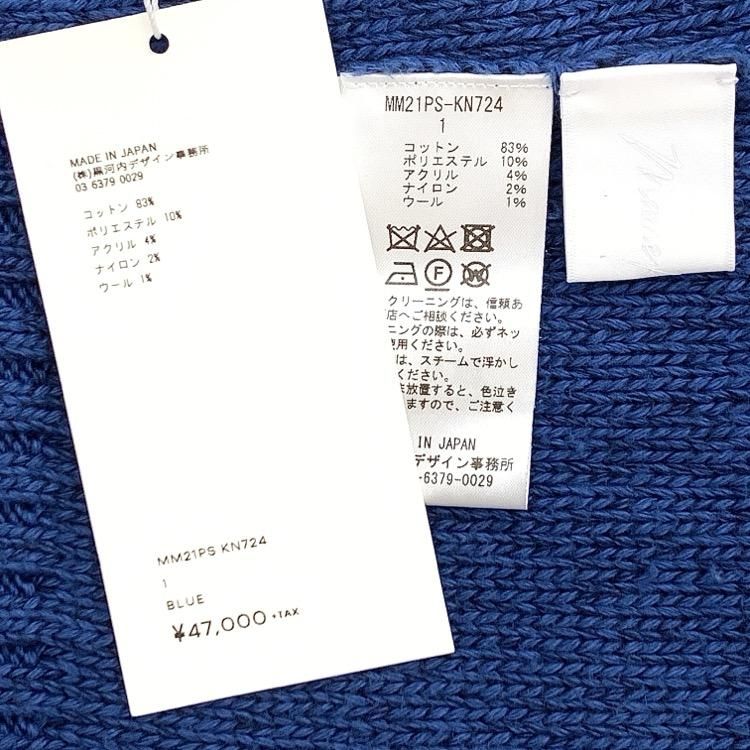 MADE IN JAPAN
(株)黒河内デザイン事務所
03 6379 0029
コットン 83%
ポリエステル 10%
アクリル 4%
ナイロン 2%
ウール 1%
MM21PS KN724
1
BLUE
¥47,000 +TAX
MM21PS-KN724
1
コットン 83%
ポリエステル 10%
アクリル 4%
ナイロン 2%
ウール 1%
クリーニングは、信頼あ
店へご相談ください。
ニングの際は、必ずネッ
使用ください。
は、スチームで浮かし
ください。
放置すると、色泣き
ますので、ご注意く
IN JAPAN
デザイン事務所
-6379-0029